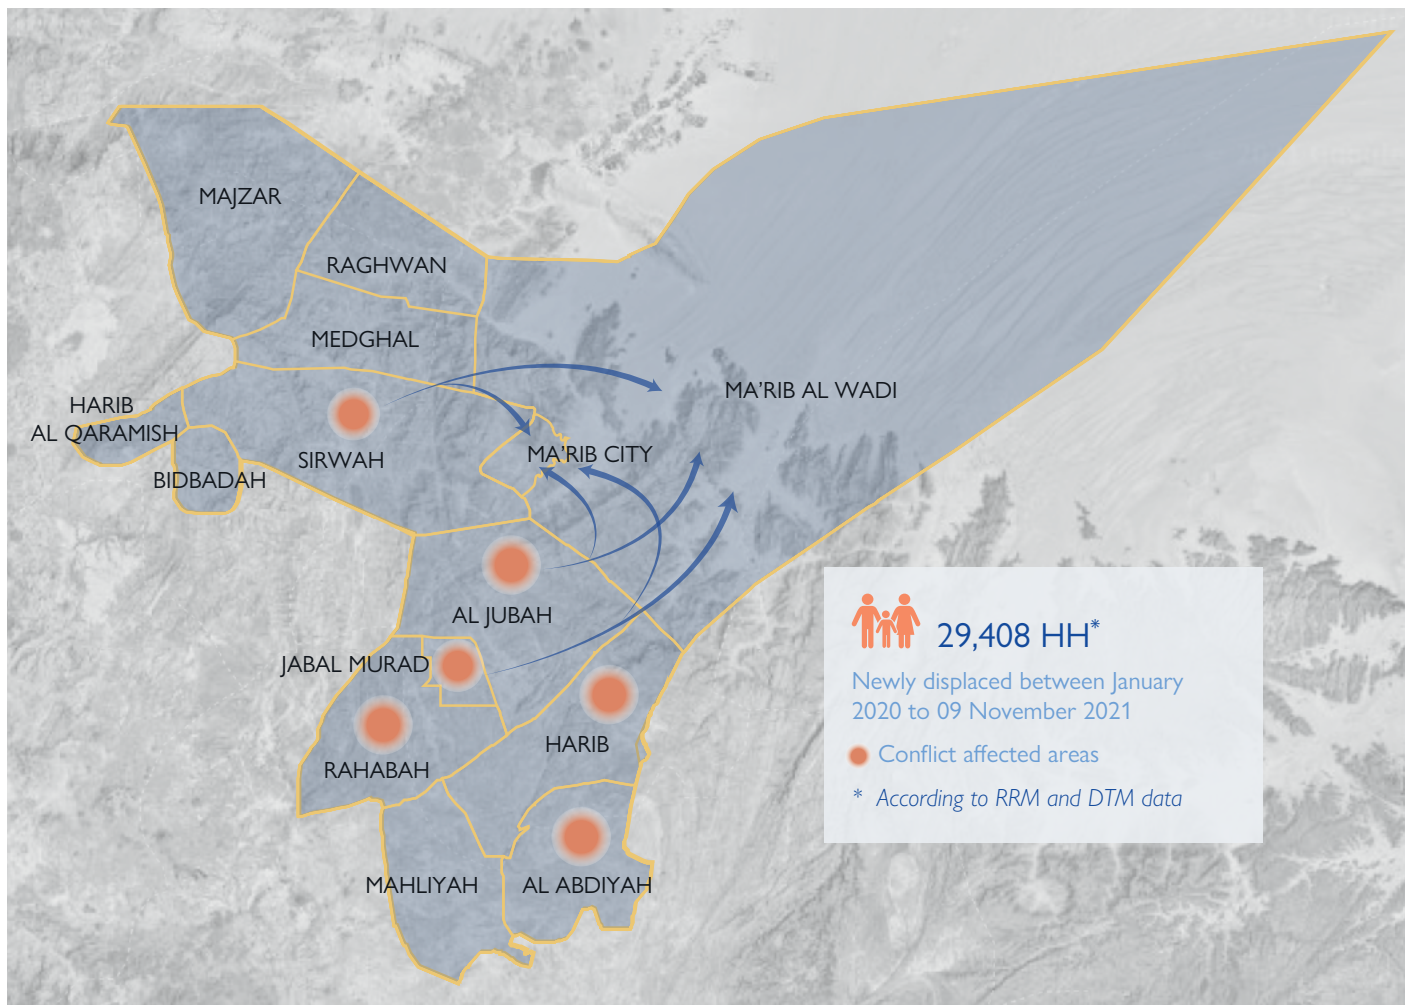 MAJZAR
RAGHWAN
MEDGHAL
MA'RIB AL WADI
HARIB
AL QARAMISH
SIRWAH
MA'RIB CITY
BIDBADAH
AL JUBAH
JABAL MURAD
HARIB
RAHABAH
MAHLIYAH
AL ABDIYAH
29,408 HH*
Newly displaced between January
2020 to 09 November 2021
Conflict affected areas
* According to RRM and DTM data